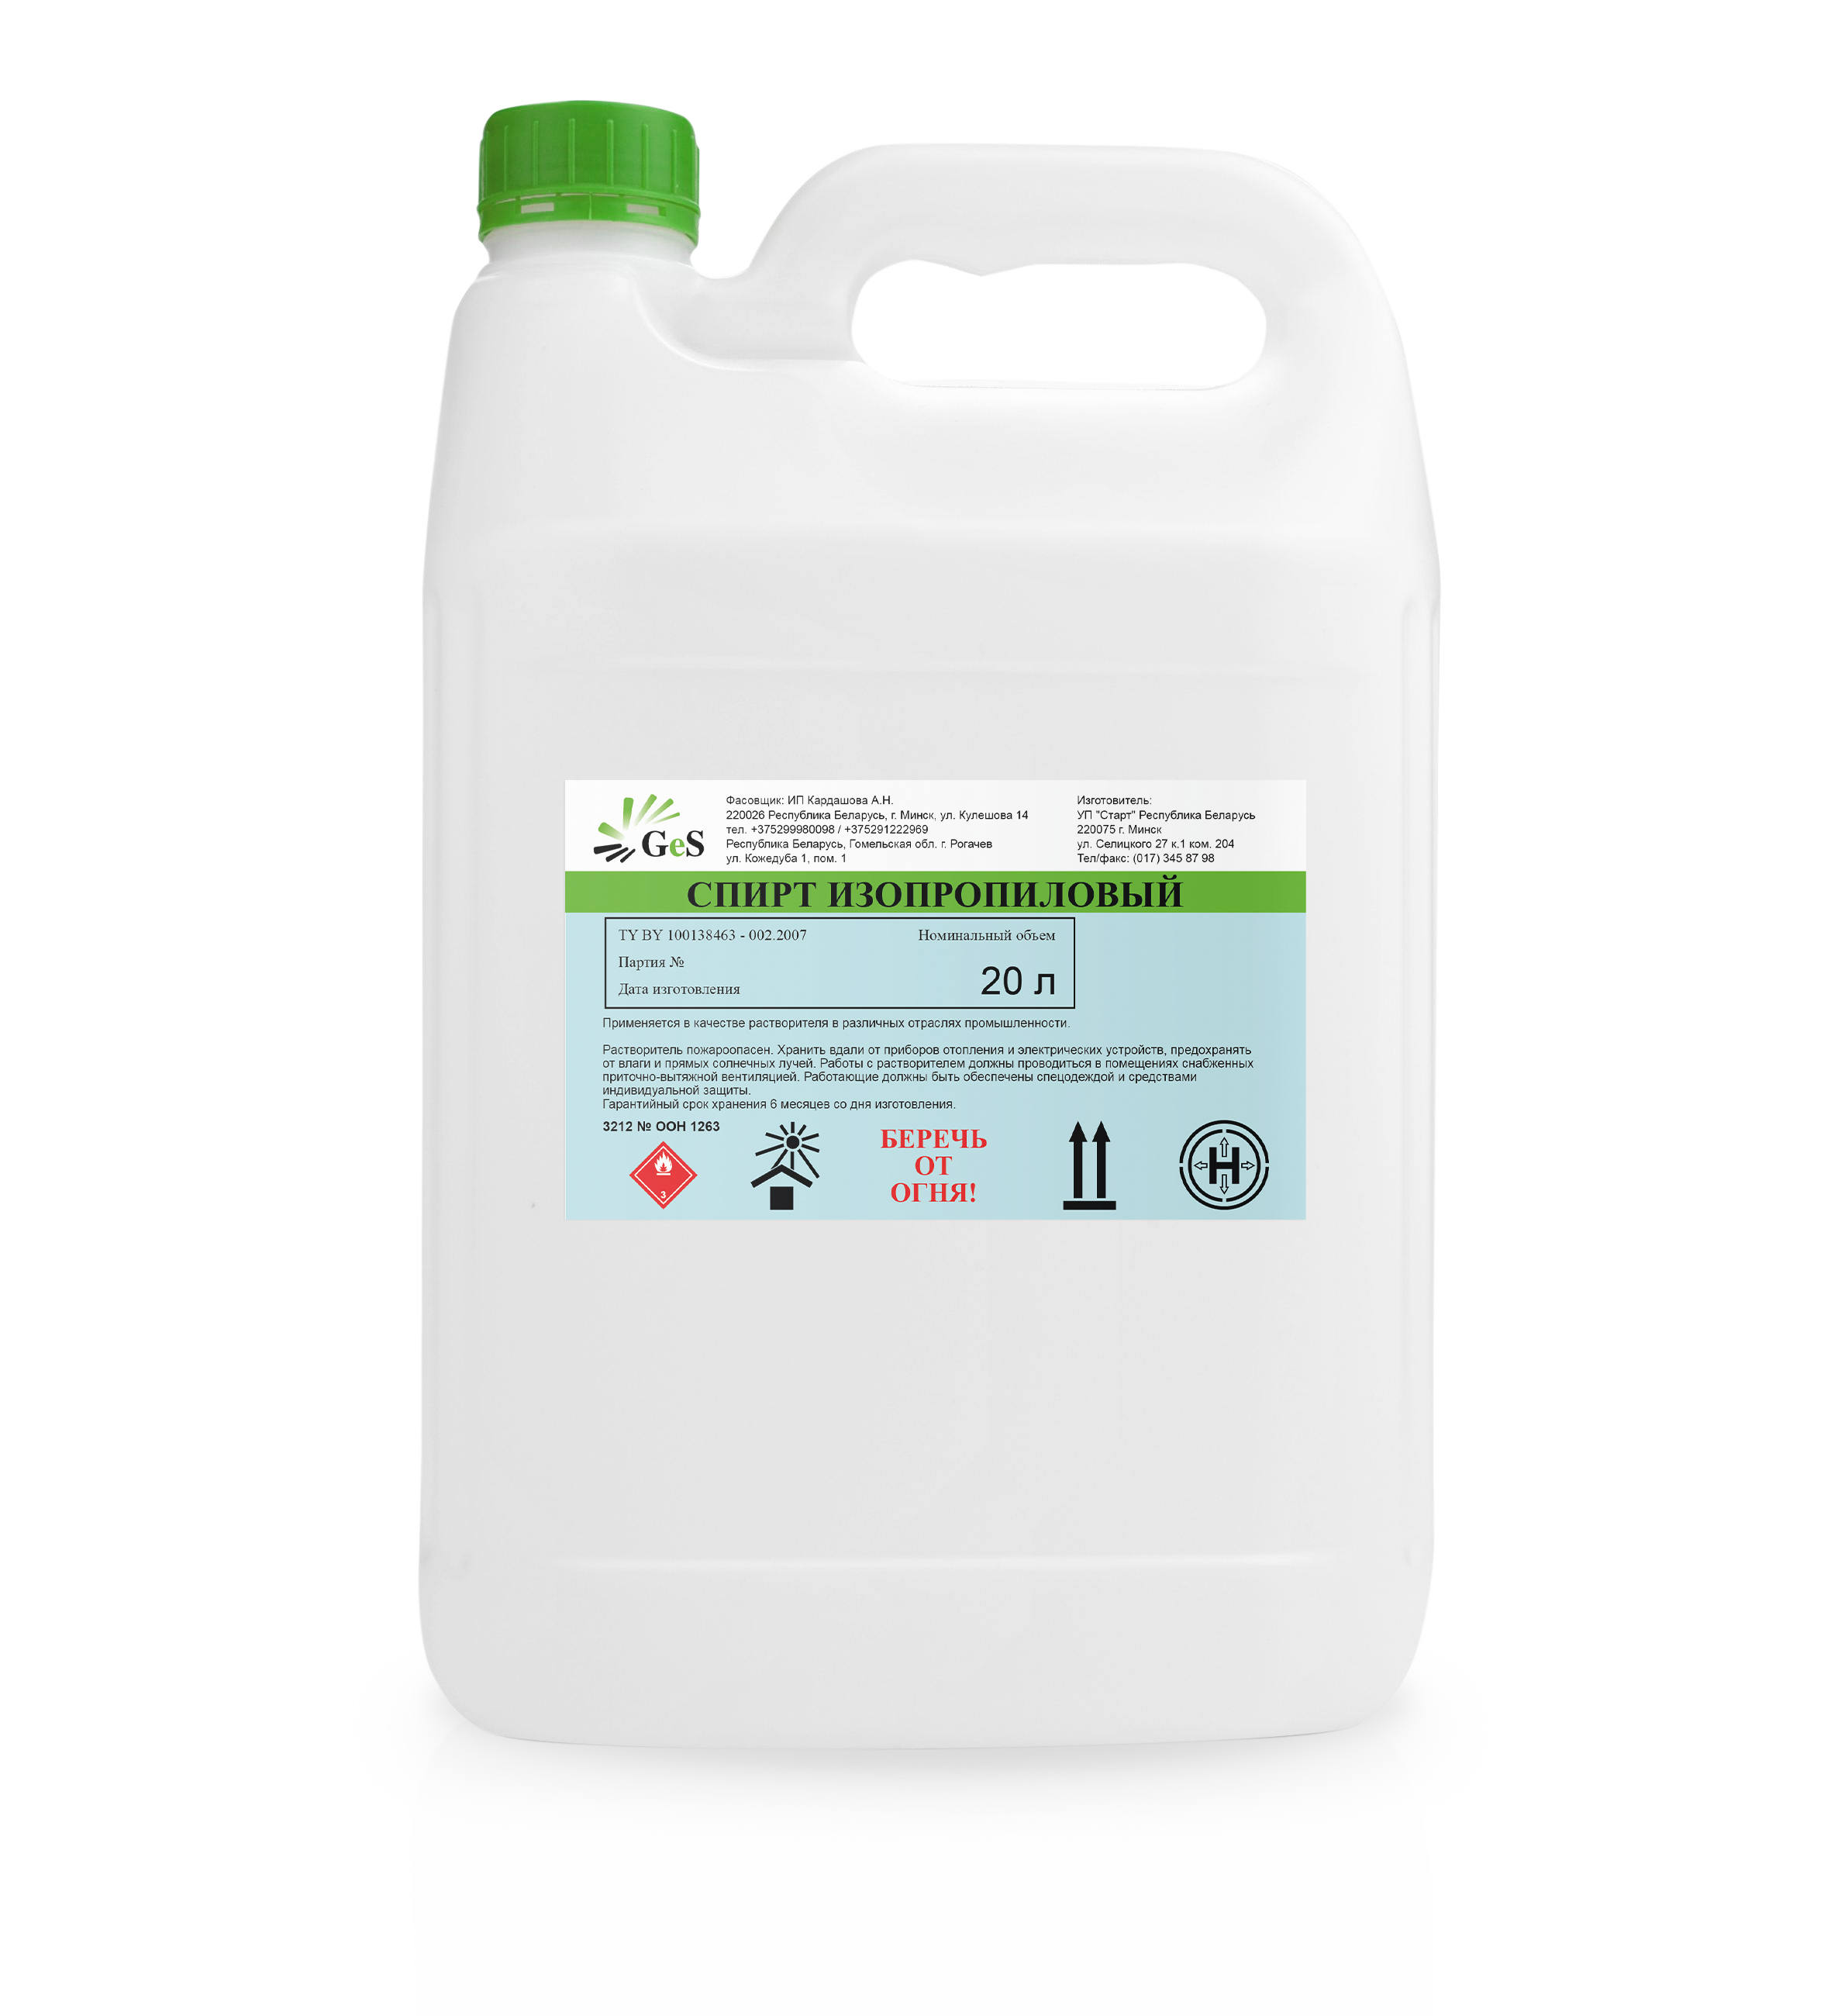 GeS
Фасовщик: ИП Кардашова А.Н.
220026 Республика Беларусь, г. Минск, ул. Кулешова 14
тел. +375299980098 / +375291222969
Республика Беларусь, Гомельская обл. г. Рогачев
ул. Кожедуба 1, пом. 1
Изготовитель:
УП "Старт" Республика Беларусь
220075 г. Минск
ул. Селицкого 27 к.1 ком. 204
Тел/факс: (017) 345 87 98
СПИРТ ИЗОПРОПИЛОВЫЙ
TУ BY 100138463 - 002.2007
Партия №
Дата изготовления
Номинальный объем
20 л
Применяется в качестве растворителя в различных отраслях промышленности.
Растворитель пожароопасен. Хранить вдали от приборов отопления и электрических устройств, предохранять
от влаги и прямых солнечных лучей. Работы с растворителем должны проводиться в помещениях снабженных
приточно-вытяжной вентиляцией. Работающие должны быть обеспечены спецодеждой и средствами
индивидуальной защиты.
Гарантийный срок хранения 6 месяцев со дня изготовления.
3212 № ООН 1263
3
БЕРЕЧЬ
ОТ
ОГНЯ!
Н